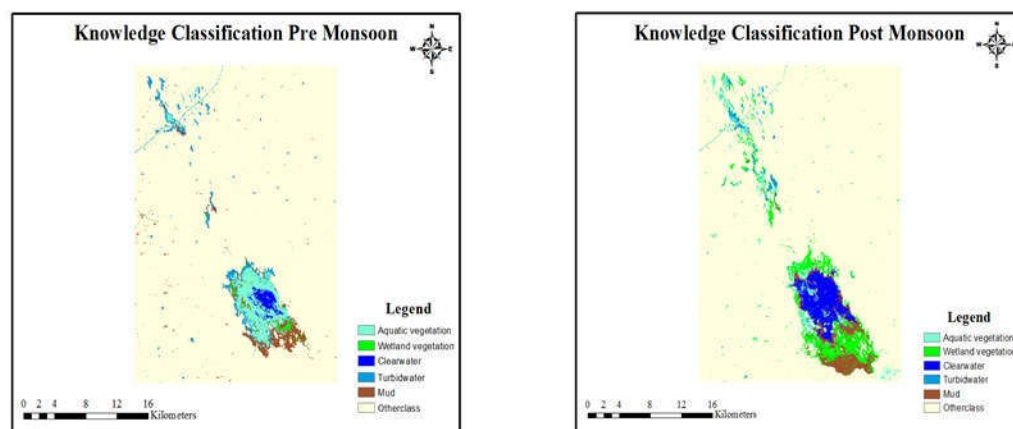 Knowledge Classification Pre Monsoon
N
W E
S
Legend
Aquatic vegetation
Wetland vegetation
Clearwater
Turbidwater
Mud
Otherclass
0 2 4 8 12 16
Kilometers
Knowledge Classification Post Monsoon
N
W E
S
Legend
Aquatic vegetation
Wetland vegetation
Clearwater
Turbidwater
Mud
Otherclass
0 2 4 8 12 16
Kilometers